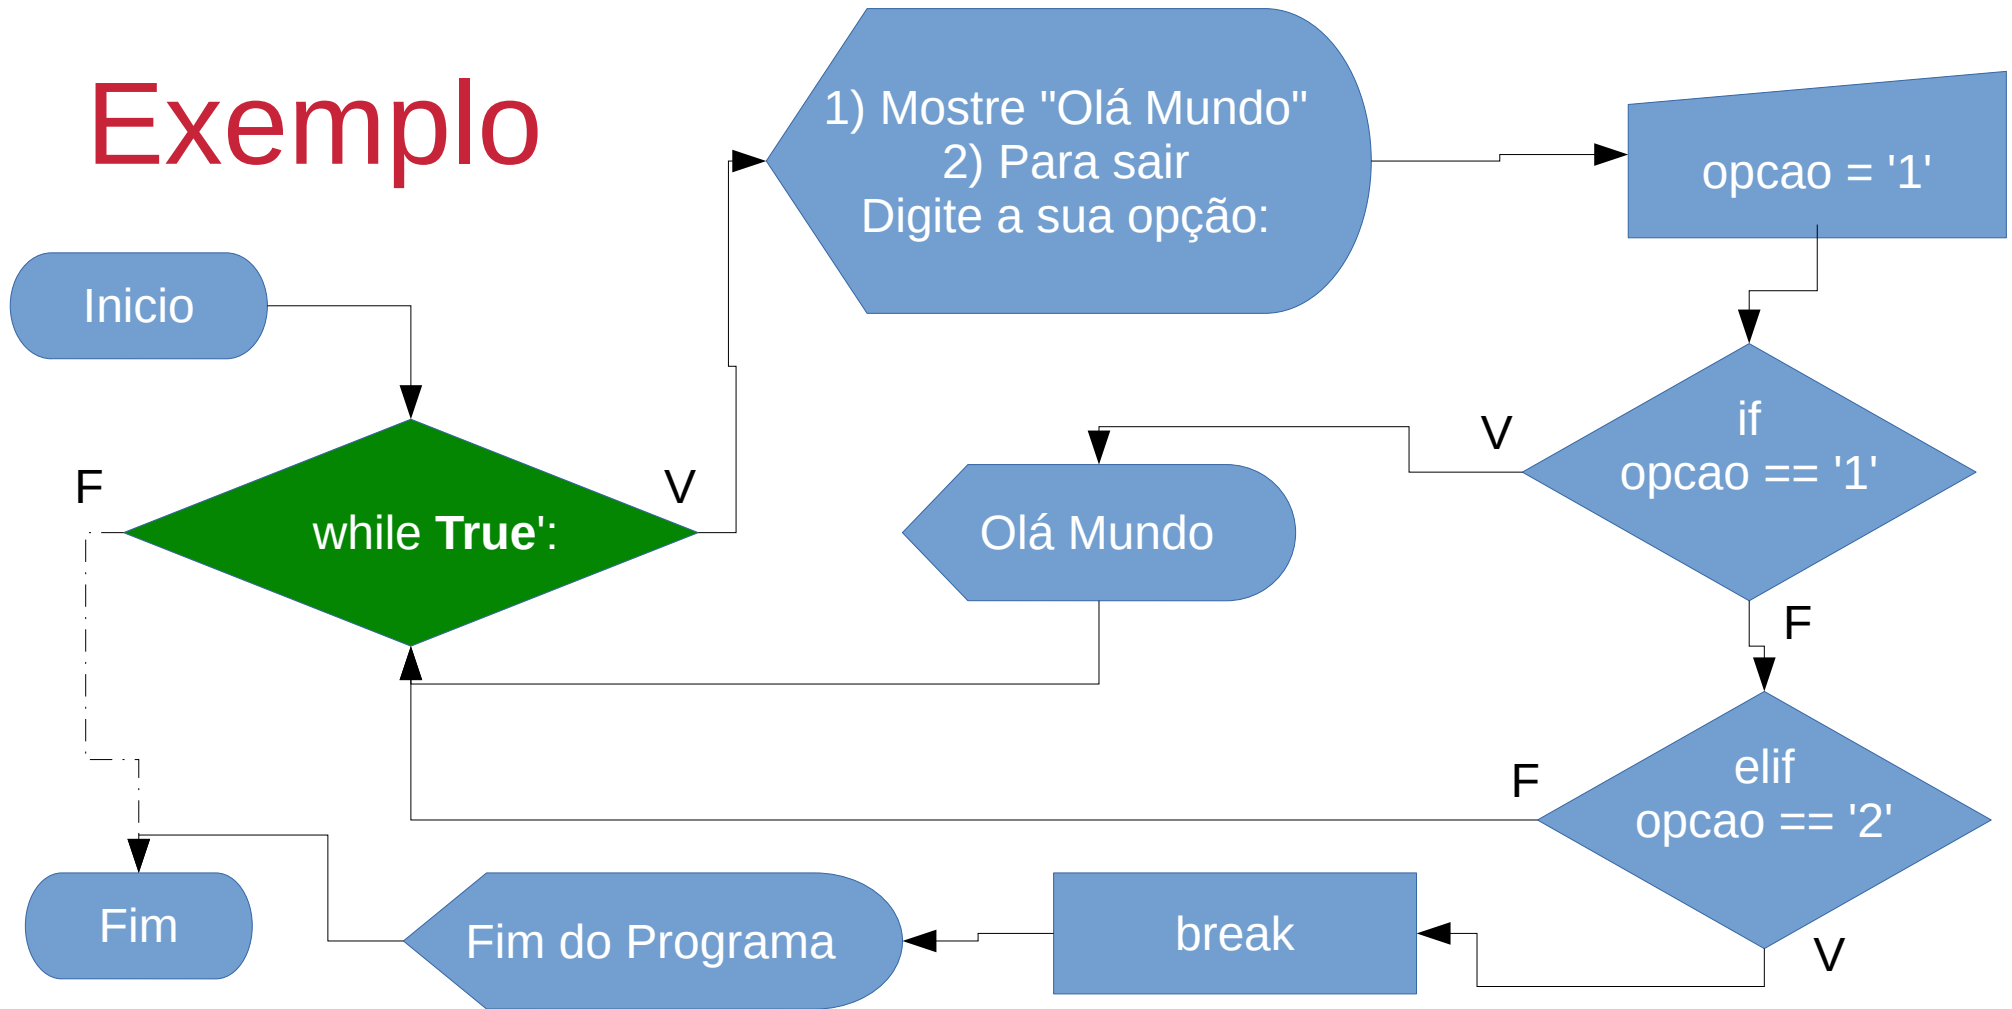 Exemplo
1) Mostre "Olá Mundo"
2) Para sair
Digite a sua opção:
opcao = '1'
Inicio
if
opcao == '1'
V
F
F
V
while True':
Olá Mundo
elif
opcao == '2'
F
V
break
Fim do Programa
Fim